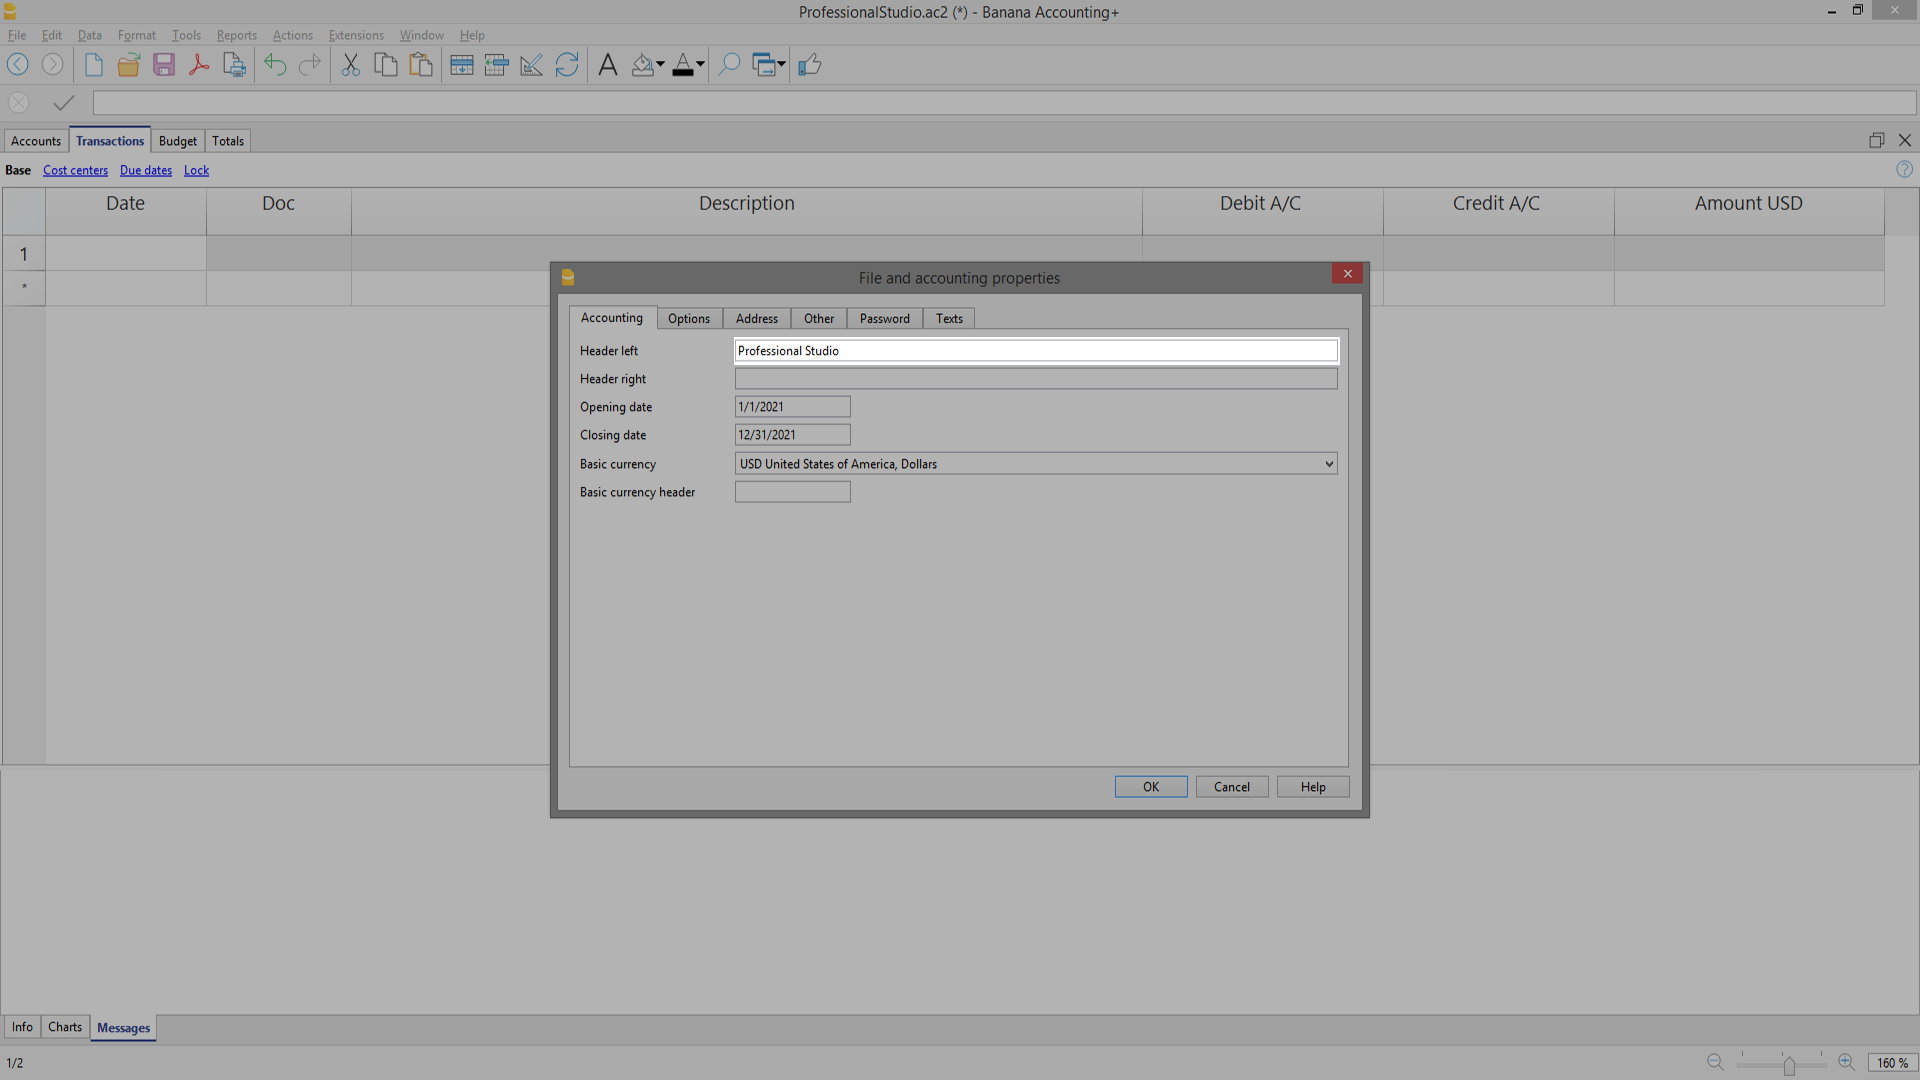 ProfessionalStudio.ac2 (*) - Banana Accounting+
File Edit Data Format Tools Reports Actions Extensions Window Help
Accounts Transactions Budget Totals
Base Cost centers Due dates Lock
Date Doc Description Debit A/C Credit A/C Amount USD
1
*
File and accounting properties
Accounting Options Address Other Password Texts
Header left Professional Studio
Header right
Opening date 1/1/2021
Closing date 12/31/2021
Basic currency USD United States of America, Dollars
Basic currency header
OK Cancel Help
Info Charts Messages
1/2 160 %